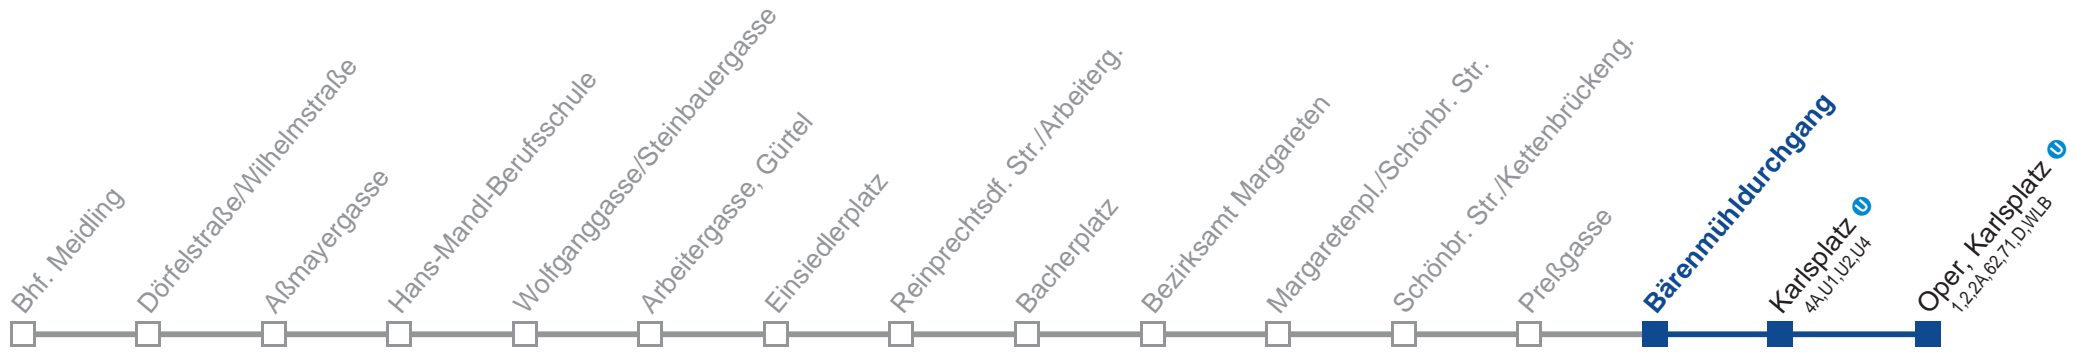 Bhf. Meidling
Dörfelstraße/Wilhelmstraße
Aßmayergasse
Hans-Mandl-Berufsschule
Wolfganggasse/Steinbauergasse
Arbeitergasse, Gürtel
Einsiedlerplatz
Reinprechtsdf. Str./Arbeiterg.
Bacherplatz
Bezirksamt Margareten
Margaretenpl./Schönbr. Str.
Schönbr. Str./Kettenbrückeng.
Preßgasse
Bärenmühldurchgang
Karlsplatz U
4A,U1,U2,U4
Oper, Karlsplatz U
1,2,2A,62,71,D,WLB